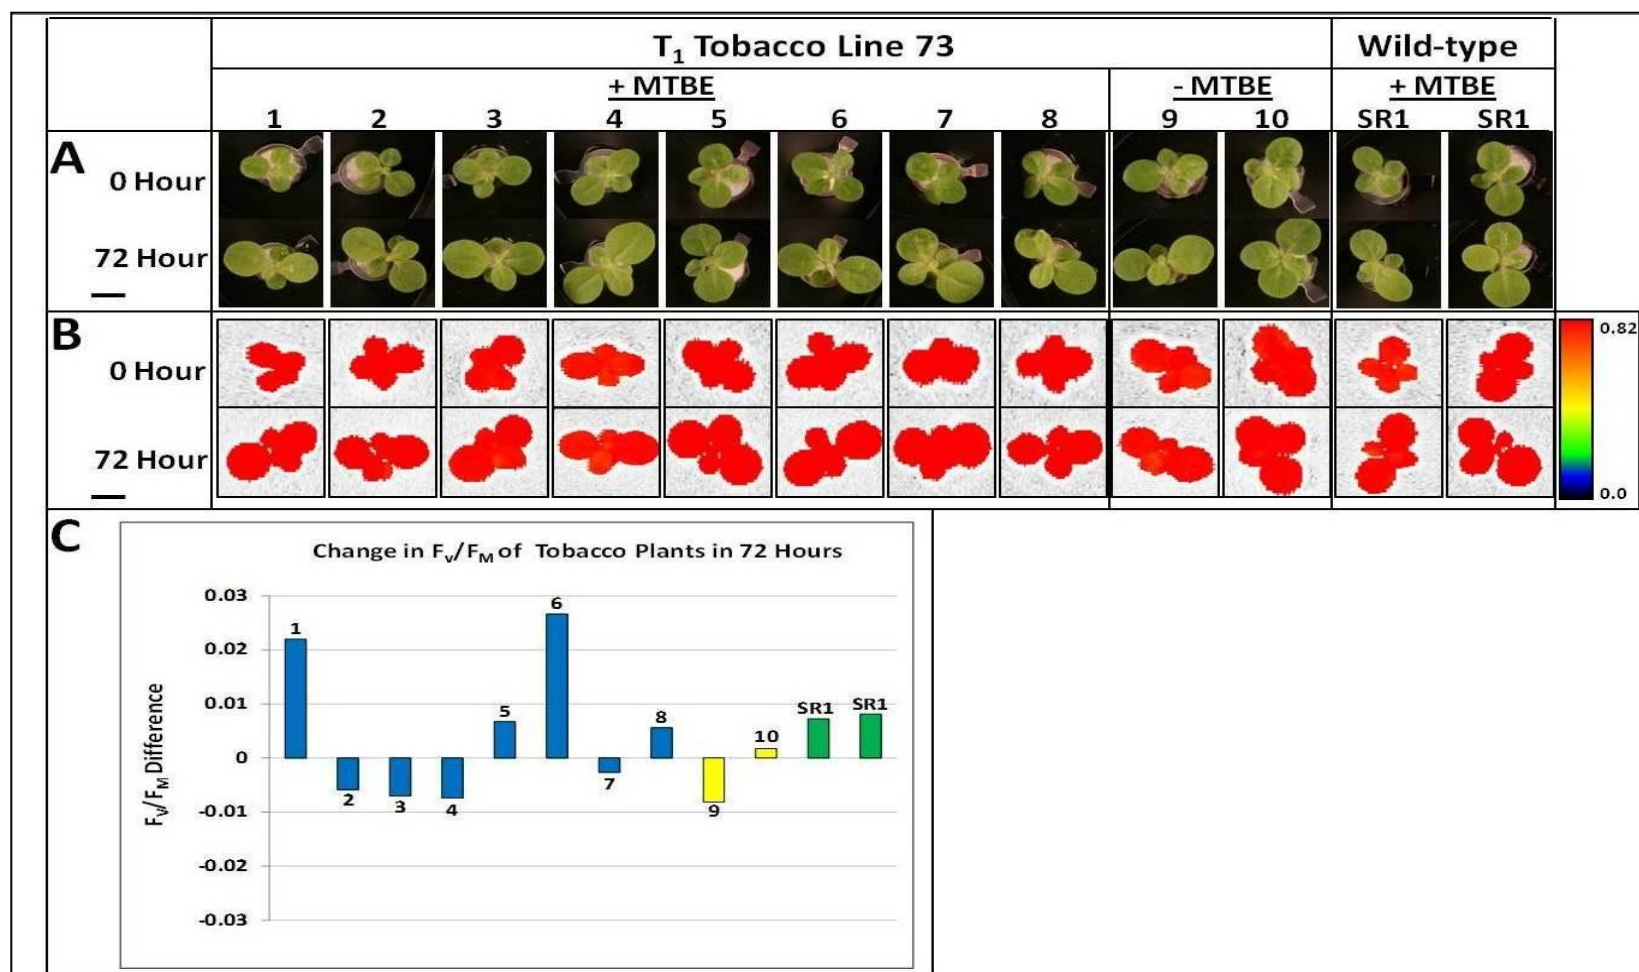 T₁ Tobacco Line 73 Wild-type
+ MTBE - MTBE + MTBE
1 2 3 4 5 6 7 8 9 10 SR1 SR1
A
0 Hour
72 Hour
B
0 Hour
72 Hour
0.82
0.0
C
Change in Fᵥ/F_M of Tobacco Plants in 72 Hours
Fᵥ/F_M Difference
0.03
0.02
0.01
0
-0.01
-0.02
-0.03
1
2
3
4
5
6
7
8
9
10
SR1
SR1